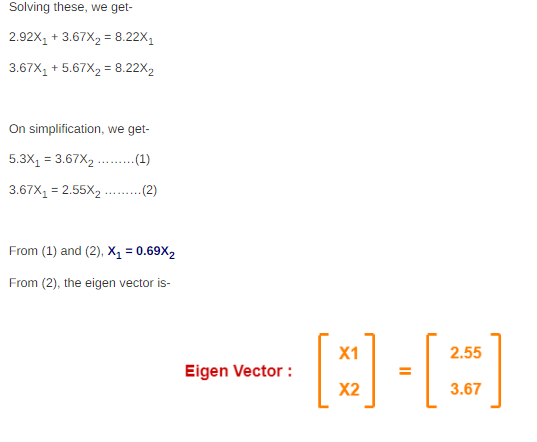 Solving these, we get-
2.92X₁ + 3.67X₂ = 8.22X₁
3.67X₁ + 5.67X₂ = 8.22X₂
On simplification, we get-
5.3X₁ = 3.67X₂ ………(1)
3.67X₁ = 2.55X₂ ………(2)
From (1) and (2), X₁ = 0.69X₂
From (2), the eigen vector is-
Eigen Vector : [X1 X2] = [2.55 3.67]